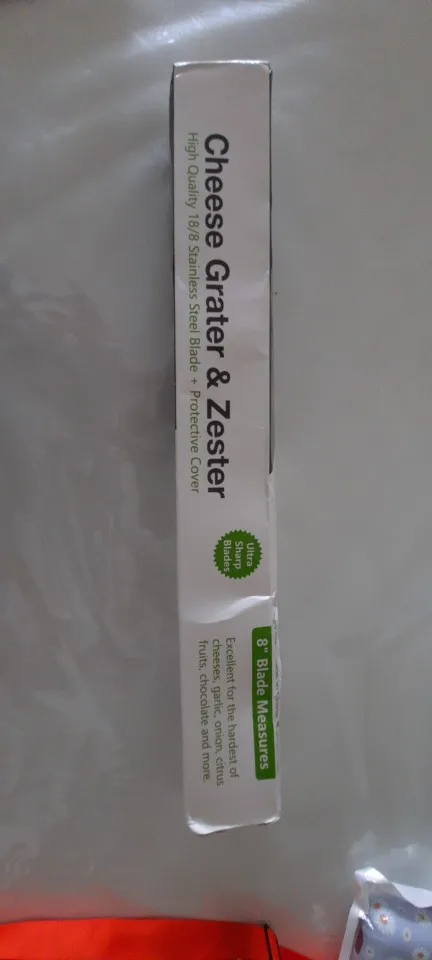 Cheese Grater & Zester
High Quality 18/8 Stainless Steel Blade + Protective Cover
Ultra
Sharp
Blades
8" Blade Measures
Excellent for the hardest of
cheeses, garlic, onion, citrus
fruits, chocolate and more.